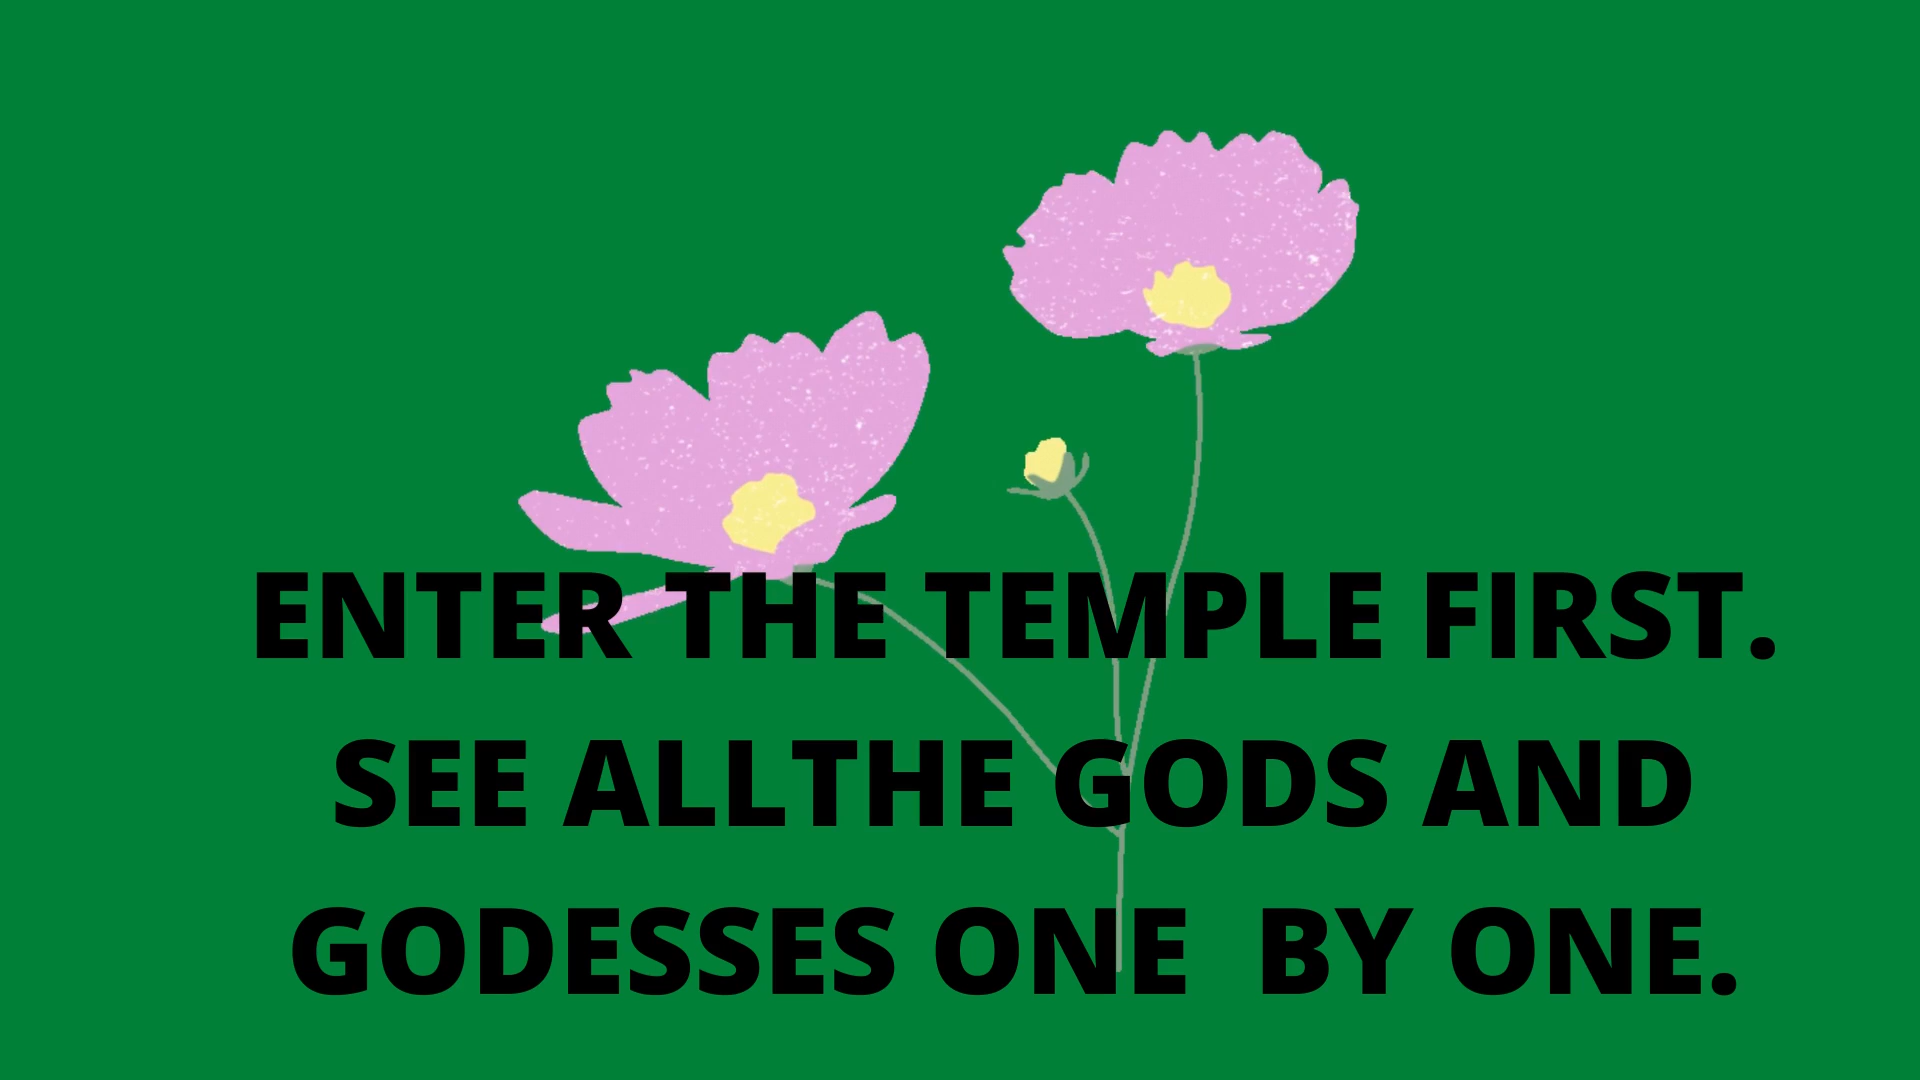 ENTER THE TEMPLE FIRST.
SEE ALLTHE GODS AND
GODESSES ONE  BY ONE.